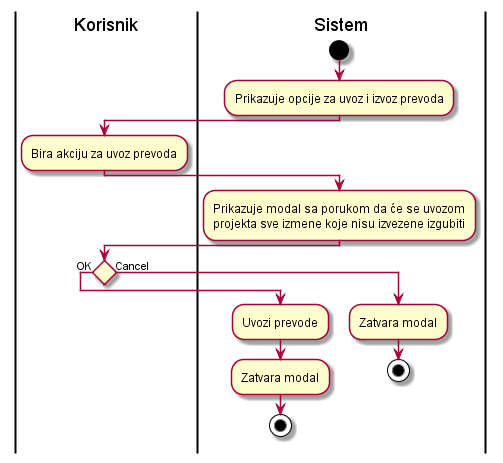 Korisnik
Sistem
Prikazuje opcije za uvoz i izvoz prevoda
Bira akciju za uvoz prevoda
Prikazuje modal sa porukom da će se uvozom
projekta sve izmene koje nisu izvezene izgubiti
OK
Cancel
Uvozi prevode
Zatvara modal
Zatvara modal